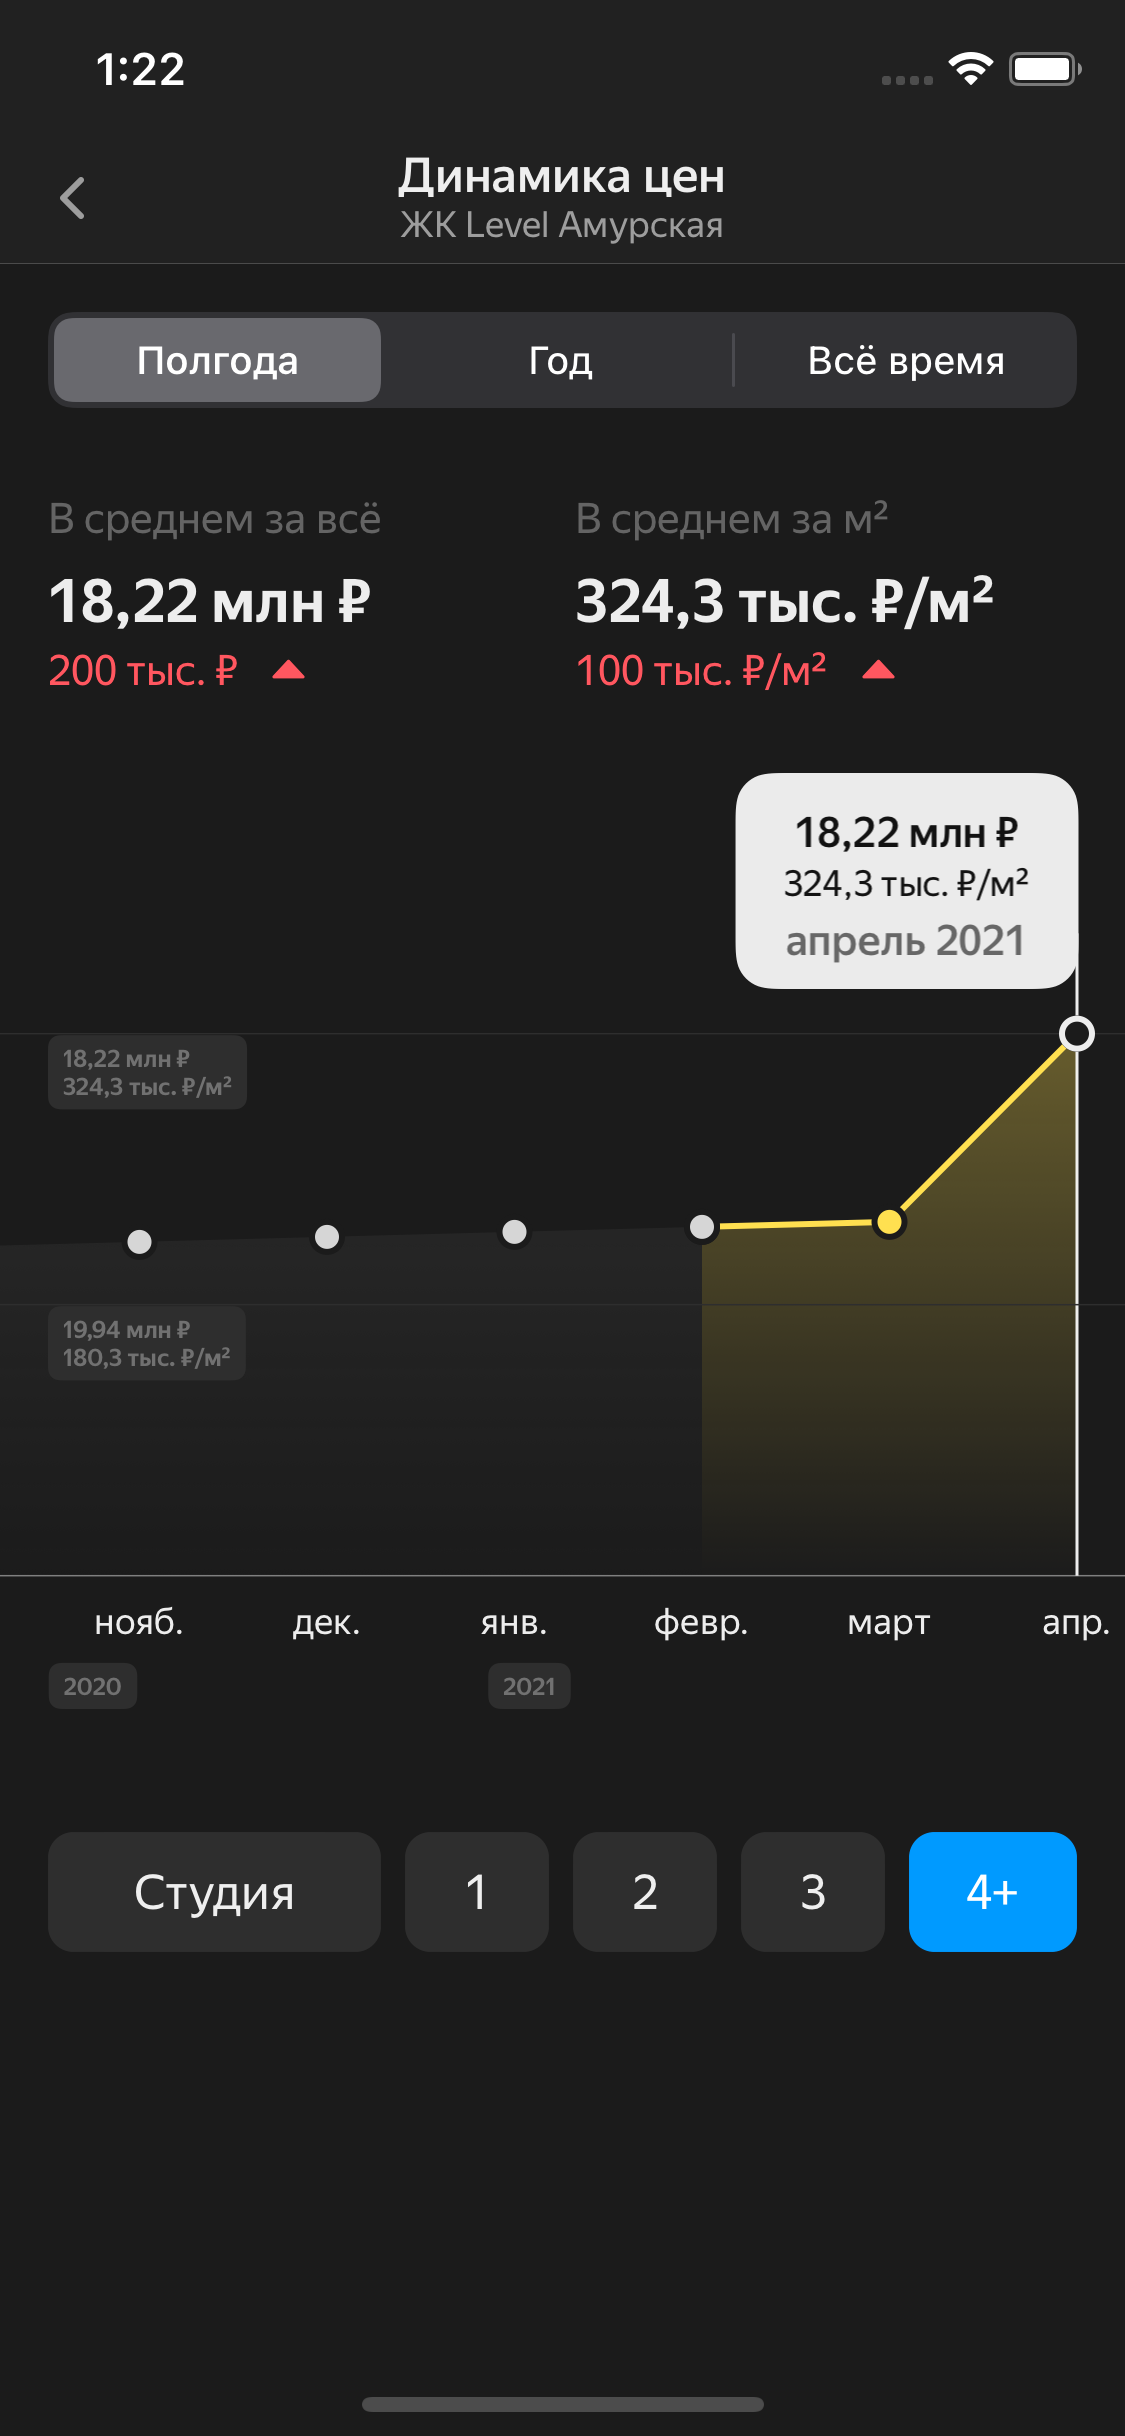 1:22
Динамика цен
ЖК Level Амурская
Полгода
Год
Всё время
В среднем за всё
В среднем за м²
18,22 млн ₽
324,3 тыс. ₽/м²
200 тыс. ₽
100 тыс. ₽/м²
18,22 млн ₽
324,3 тыс. ₽/м²
апрель 2021
18,22 млн ₽
324,3 тыс. ₽/м²
19,94 млн ₽
180,3 тыс. ₽/м²
нояб.
дек.
янв.
февр.
март
апр.
2020
2021
Студия
1
2
3
4+